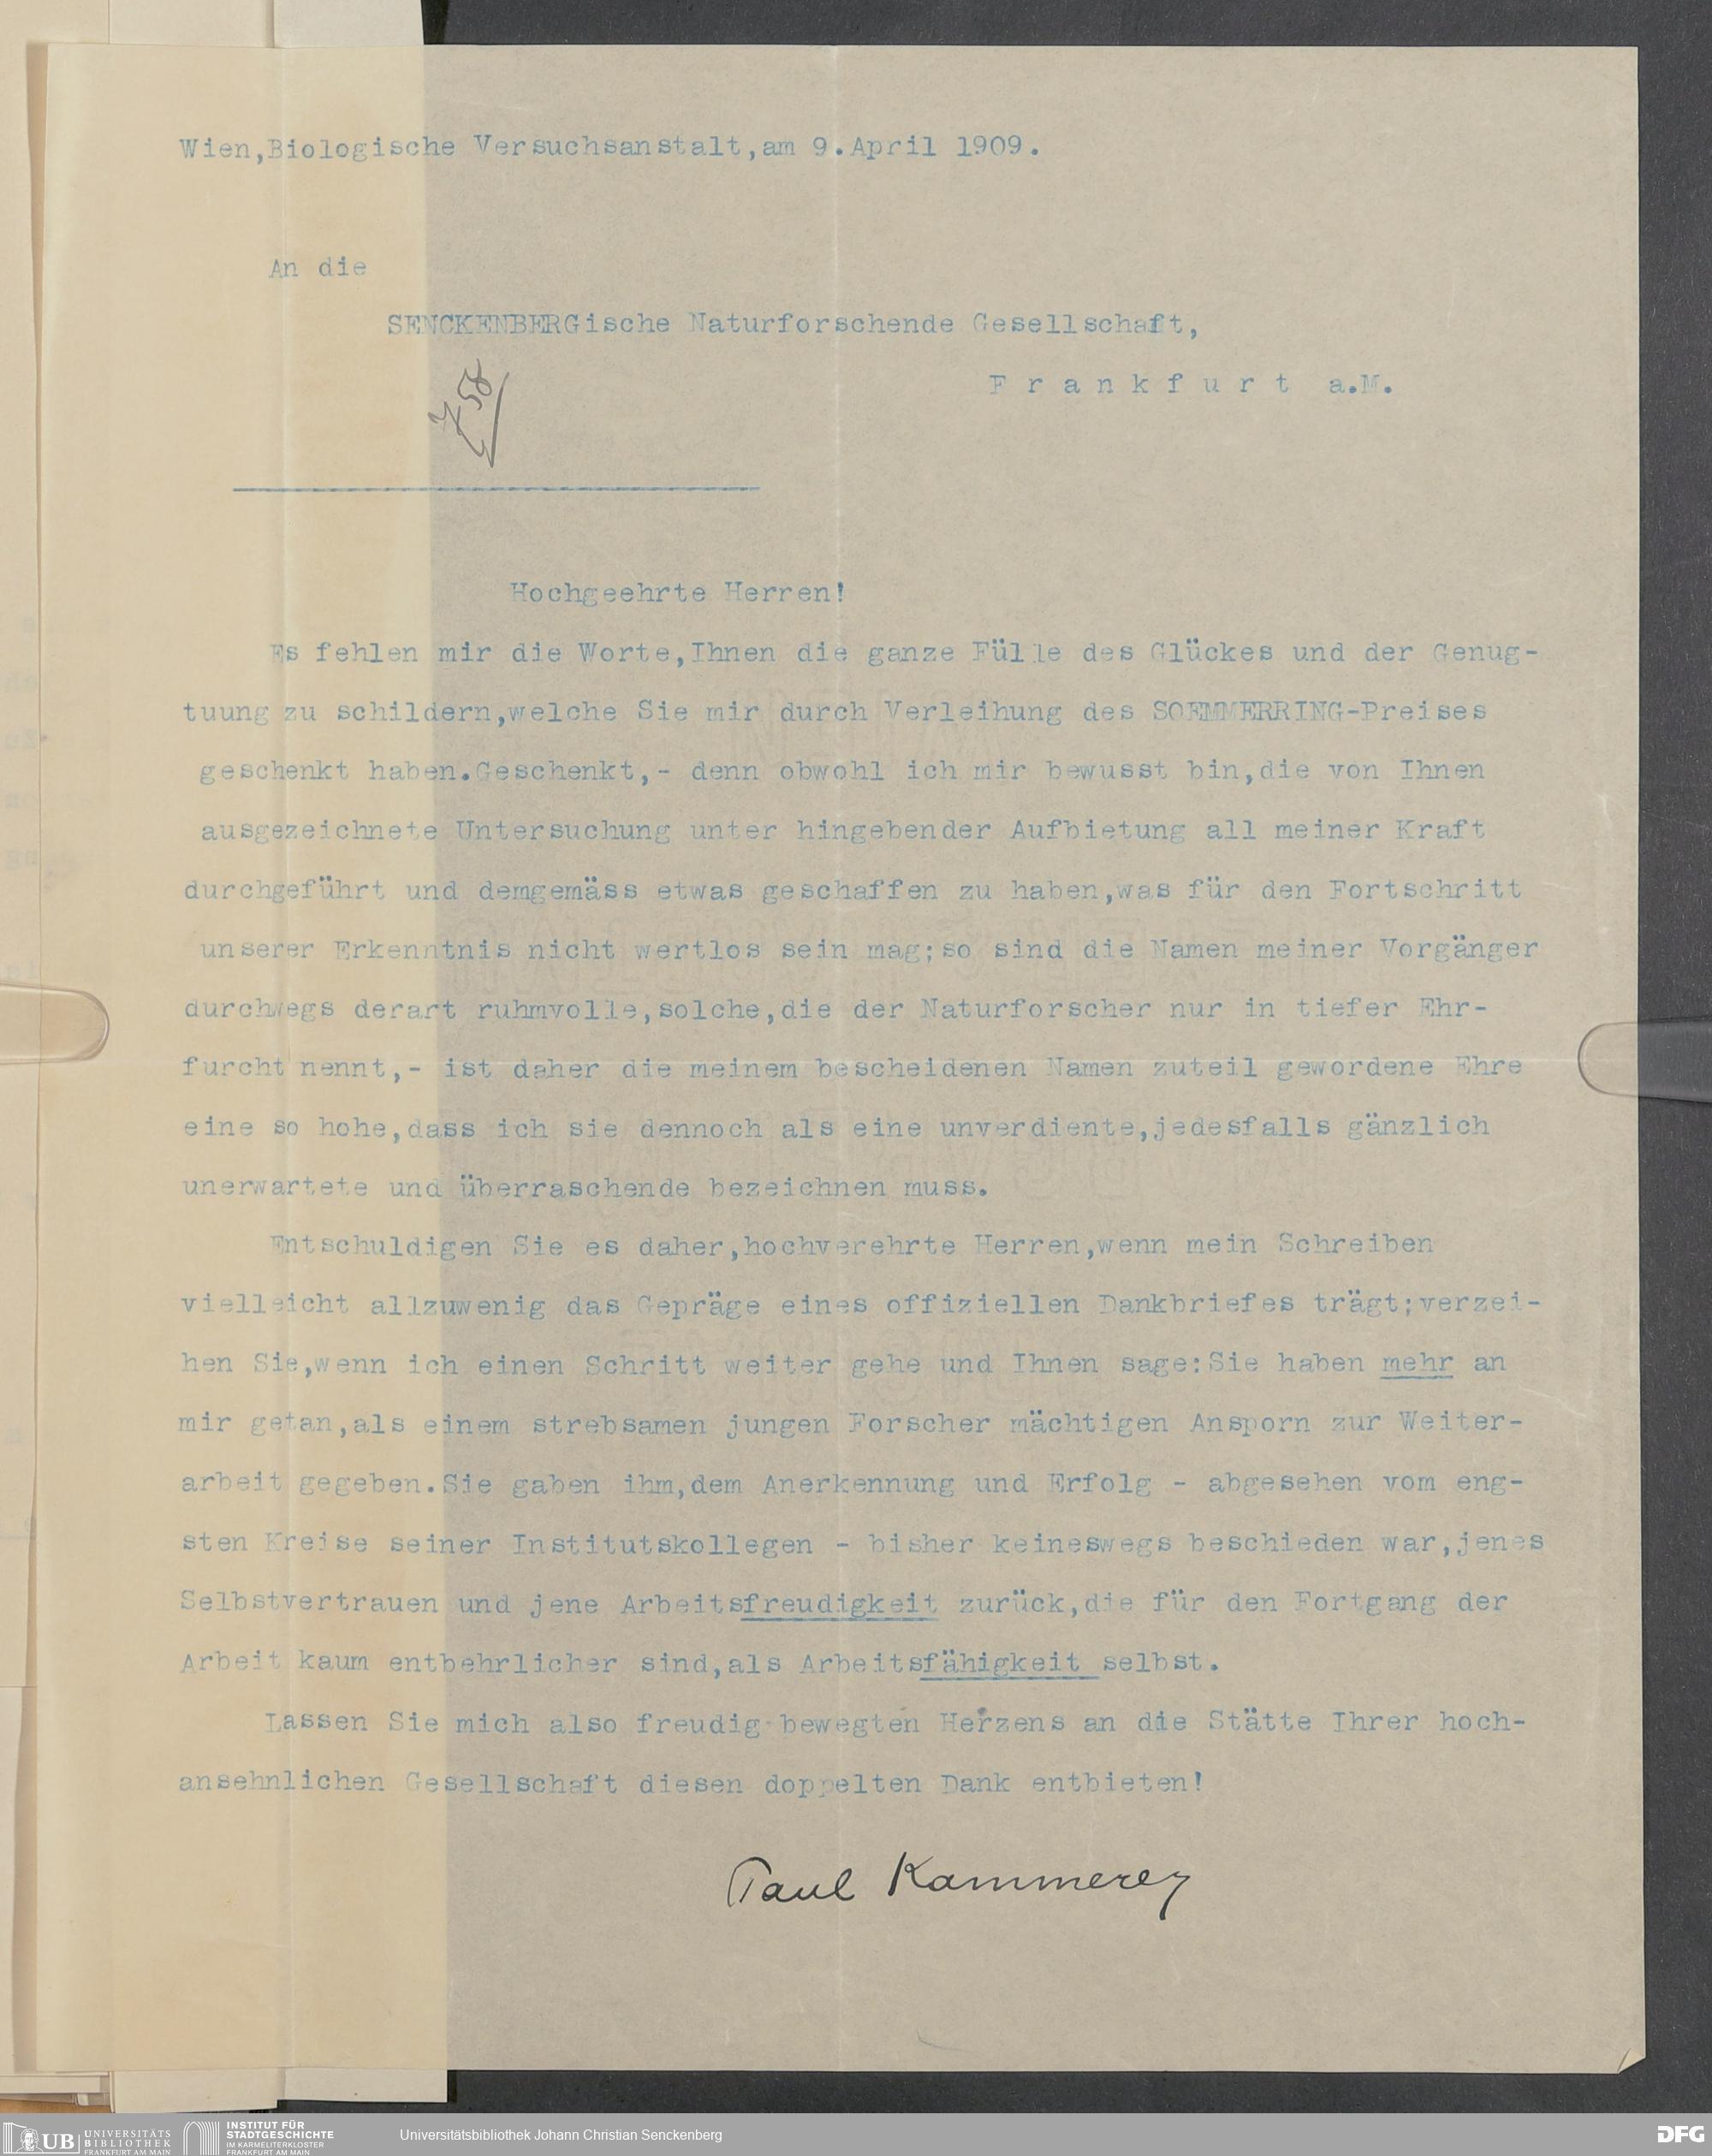 Wien,Biologische Versuchsanstalt,am 9.April 1909.
An die
SENCKENBERGische Naturforschende Gesellschaft,
F r a n k f u r t a.M.
758
Hochgeehrte Herren!
Es fehlen mir die Worte,Ihnen die ganze Fülle des Glückes und der Genug-
tuung zu schildern,welche Sie mir durch Verleihung des SOEMMERRING-Preises
geschenkt haben.Geschenkt,- denn obwohl ich mir bewusst bin,die von Ihnen
ausgezeichnete Untersuchung unter hingebender Aufbietung all meiner Kraft
durchgeführt und demgemäss etwas geschaffen zu haben,was für den Fortschritt
unserer Erkenntnis nicht wertlos sein mag;so sind die Namen meiner Vorgänger
durchwegs derart ruhmvolle,solche,die der Naturforscher nur in tiefer Ehr-
furcht nennt,- ist daher die meinem bescheidenen Namen zuteil gewordene Ehre
eine so hohe,dass ich sie dennoch als eine unverdiente,jedesfalls gänzlich
unerwartete und überraschende bezeichnen muss.
Entschuldigen Sie es daher,hochverehrte Herren,wenn mein Schreiben
vielleicht allzuwenig das Gepräge eines offiziellen Dankbriefes trägt;verzei-
hen Sie,wenn ich einen Schritt weiter gehe und Ihnen sage:Sie haben mehr an
mir getan,als einem strebsamen jungen Forscher mächtigen Ansporn zur Weiter-
arbeit gegeben.Sie gaben ihm,dem Anerkennung und Erfolg - abgesehen vom eng-
sten Kreise seiner Institutskollegen - bisher keineswegs beschieden war,jenes
Selbstvertrauen und jene Arbeitsfreudigkeit zurück,die für den Fortgang der
Arbeit kaum entbehrlicher sind,als Arbeitsfähigkeit selbst.
Lassen Sie mich also freudig bewegten Herzens an die Stätte Ihrer hoch-
ansehnlichen Gesellschaft diesen doppelten Dank entbieten!
Paul Kammerer
UB UNIVERSITÄTS
BIBLIOTHEK
FRANKFURT AM MAIN
INSTITUT FÜR
STADTGESCHICHTE
IM KARMELITERKLOSTER
FRANKFURT AM MAIN
Universitätsbibliothek Johann Christian Senckenberg
DFG